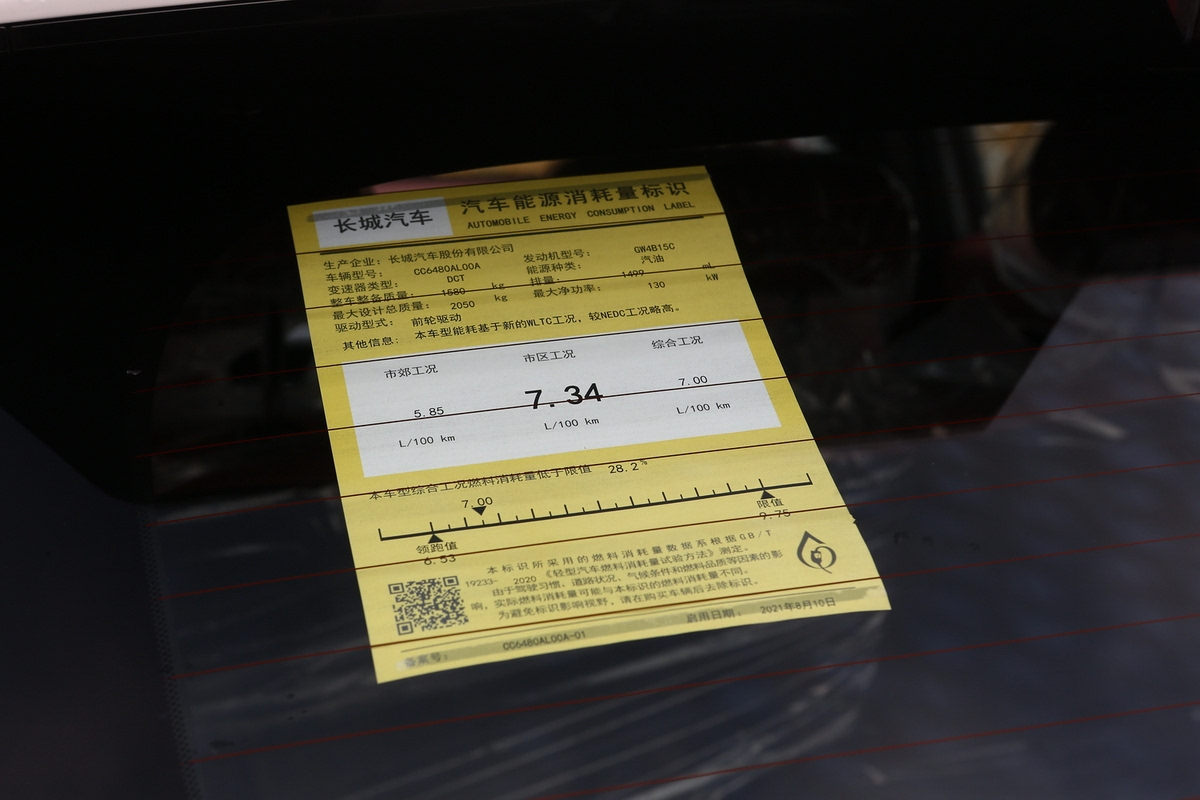 长城汽车
汽车能源消耗量标识
AUTOMOBILE ENERGY CONSUMPTION LABEL
生产企业：长城汽车股份有限公司
车辆型号： CC6480AL00A
发动机型号： GW4B15C
变速器类型： DCT
能源种类： 汽油
整车整备质量： 1580 kg
排量： 1499 mL
最大设计总质量： 2050 kg
最大净功率： 130 kW
驱动型式： 前轮驱动
其他信息： 本车型能耗基于新的WLTC工况，较NEDC工况略高。
市郊工况 市区工况 综合工况
5.85 7.34 7.00
L/100 km L/100 km L/100 km
本车型综合工况燃料消耗量低于限值 28.2%
7.00
领跑值 限值
6.53 9.75
本标识所采用的燃料消耗量数据系根据GB/T
19233- 2020 《轻型汽车燃料消耗量试验方法》测定。
由于驾驶习惯、道路状况、气候条件和燃料品质等因素的影
响，实际燃料消耗量可能与本标识的燃料消耗量不同。
为避免标识影响视野，请在购买车辆后去除标识。
备案号： CC6480AL00A-01 启用日期： 2021年8月10日